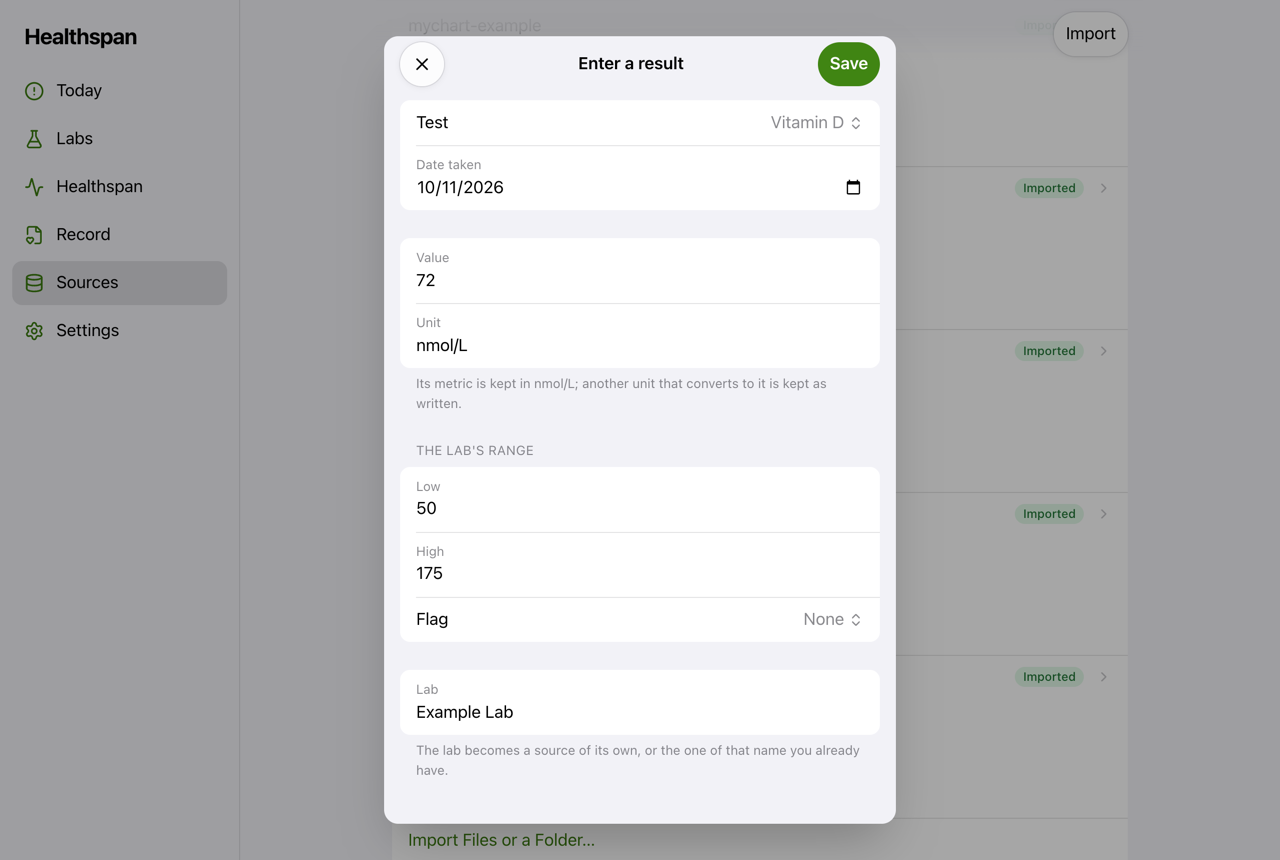 Healthspan
Today
Labs
Healthspan
Record
Sources
Settings
mychart-example
Import
Enter a result
Save
Test
Vitamin D
Date taken
10/11/2026
Value
72
Unit
nmol/L
Its metric is kept in nmol/L; another unit that converts to it is kept as
written.
THE LAB'S RANGE
Low
50
High
175
Flag
None
Lab
Example Lab
The lab becomes a source of its own, or the one of that name you already
have.
Imported
Imported
Imported
Imported
Import Files or a Folder...